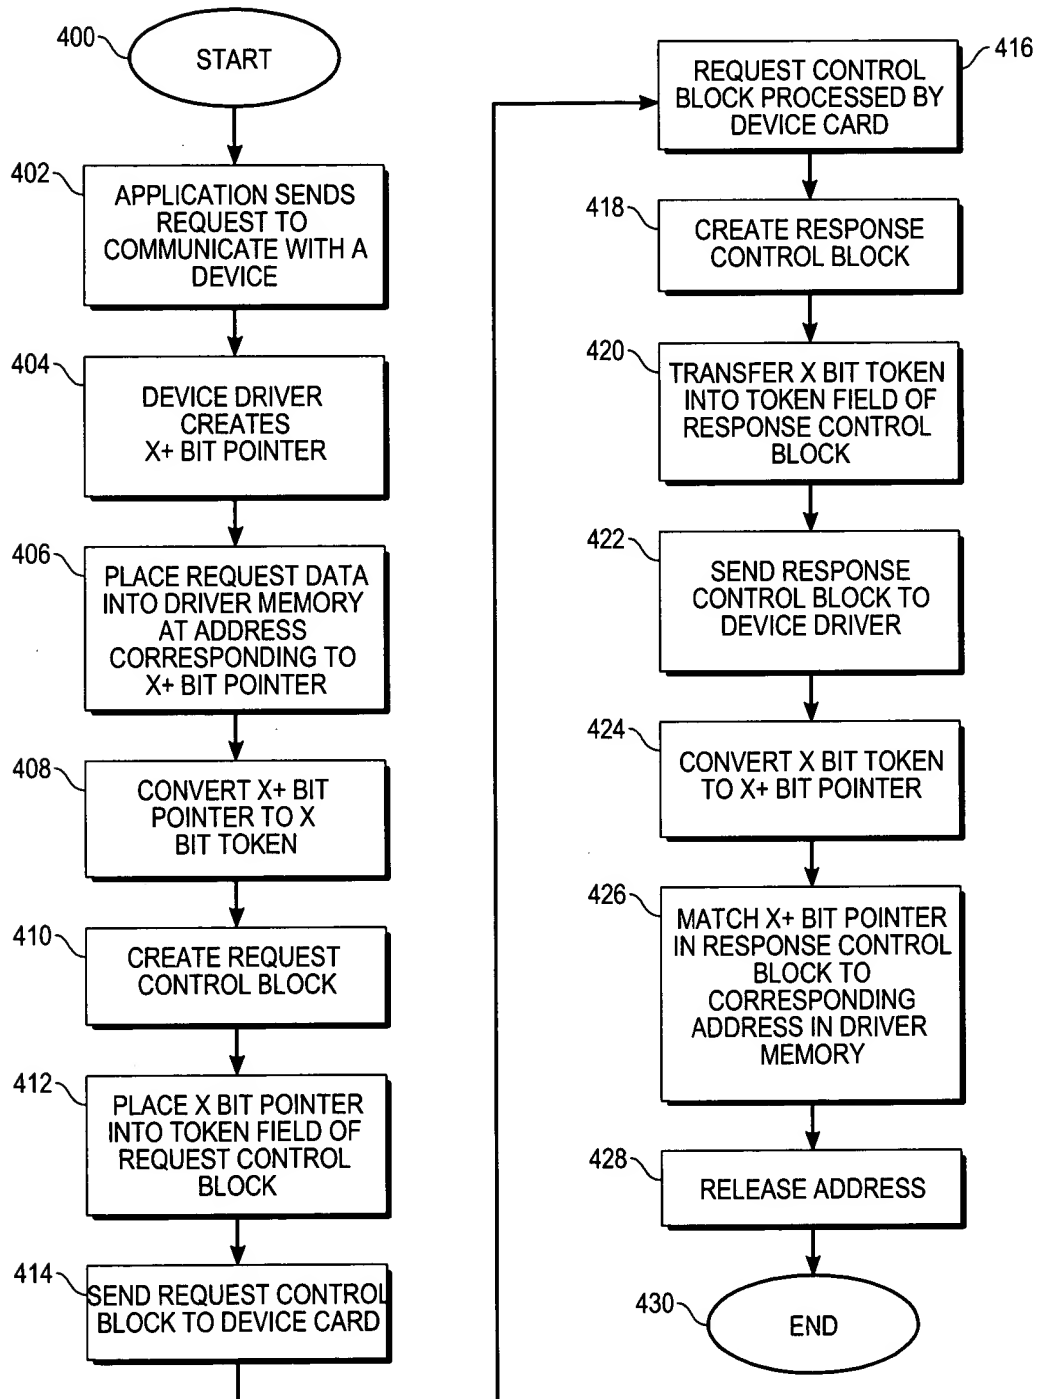 400
START
402
APPLICATION SENDS
REQUEST TO
COMMUNICATE WITH A
DEVICE
404
DEVICE DRIVER
CREATES
X+ BIT POINTER
406
PLACE REQUEST DATA
INTO DRIVER MEMORY
AT ADDRESS
CORRESPONDING TO
X+ BIT POINTER
408
CONVERT X+ BIT
POINTER TO X
BIT TOKEN
410
CREATE REQUEST
CONTROL BLOCK
412
PLACE X BIT POINTER
INTO TOKEN FIELD OF
REQUEST CONTROL
BLOCK
414
SEND REQUEST CONTROL
BLOCK TO DEVICE CARD
416
REQUEST CONTROL
BLOCK PROCESSED BY
DEVICE CARD
418
CREATE RESPONSE
CONTROL BLOCK
420
TRANSFER X BIT TOKEN
INTO TOKEN FIELD OF
RESPONSE CONTROL
BLOCK
422
SEND RESPONSE
CONTROL BLOCK TO
DEVICE DRIVER
424
CONVERT X BIT TOKEN
TO X+ BIT POINTER
426
MATCH X+ BIT POINTER
IN RESPONSE CONTROL
BLOCK TO
CORRESPONDING
ADDRESS IN DRIVER
MEMORY
428
RELEASE ADDRESS
430
END